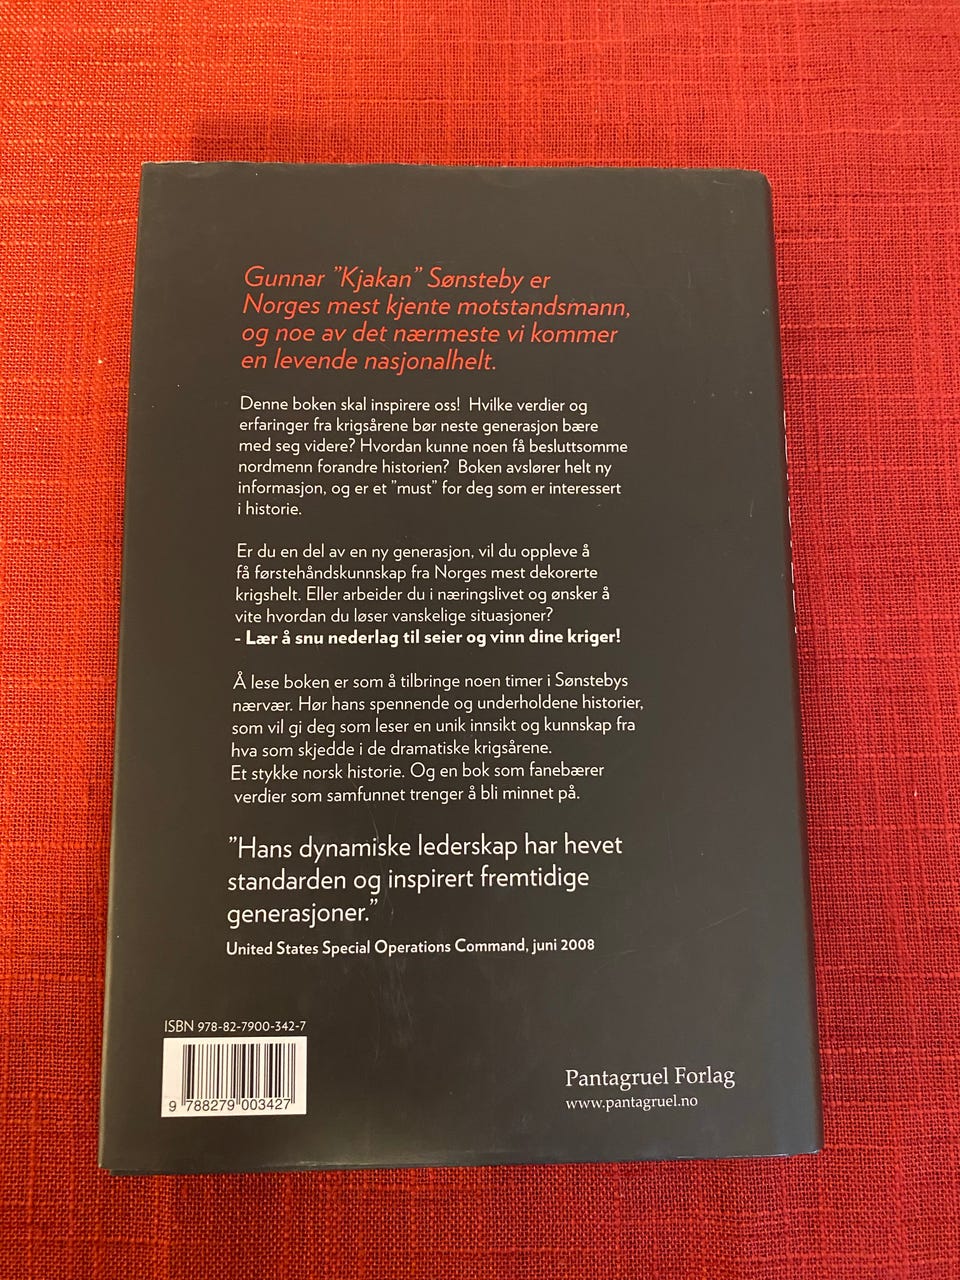 Gunnar "Kjakan" Sønsteby er
Norges mest kjente motstandsmann,
og noe av det nærmeste vi kommer
en levende nasjonalhelt.
Denne boken skal inspirere oss! Hvilke verdier og
erfaringer fra krigsårene bør neste generasjon bære
med seg videre? Hvordan kunne noen få besluttsomme
nordmenn forandre historien? Boken avslører helt ny
informasjon, og er et "must" for deg som er interessert
i historie.
Er du en del av en ny generasjon, vil du oppleve å
få førstehåndskunnskap fra Norges mest dekorerte
krigshelt. Eller arbeider du i næringslivet og ønsker å
vite hvordan du løser vanskelige situasjoner?
- Lær å snu nederlag til seier og vinn dine kriger!
Å lese boken er som å tilbringe noen timer i Sønstebys
nærvær. Hør hans spennende og underholdene historier,
som vil gi deg som leser en unik innsikt og kunnskap fra
hva som skjedde i de dramatiske krigsårene.
Et stykke norsk historie. Og en bok som fanebærer
verdier som samfunnet trenger å bli minnet på.
"Hans dynamiske lederskap har hevet
standarden og inspirert fremtidige
generasjoner."
United States Special Operations Command, juni 2008
ISBN 978-82-7900-342-7
9 788279 003427
Pantagruel Forlag
www.pantagruel.no